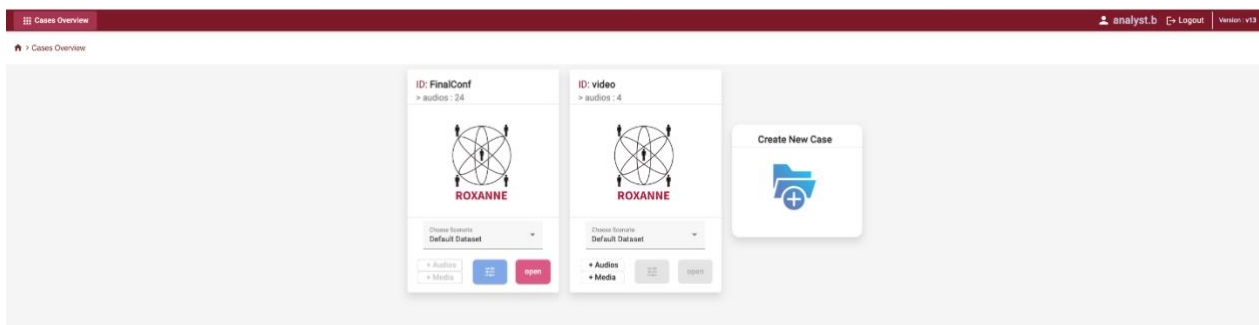 Cases Overview
analyst.b Logout Version : v13
> Cases Overview
ID: FinalConf
> audios : 24
ROXANNE
Choose Scenario
Default Dataset
+ Audios
+ Media
open
ID: video
> audios : 4
ROXANNE
Choose Scenario
Default Dataset
+ Audios
+ Media
open
Create New Case